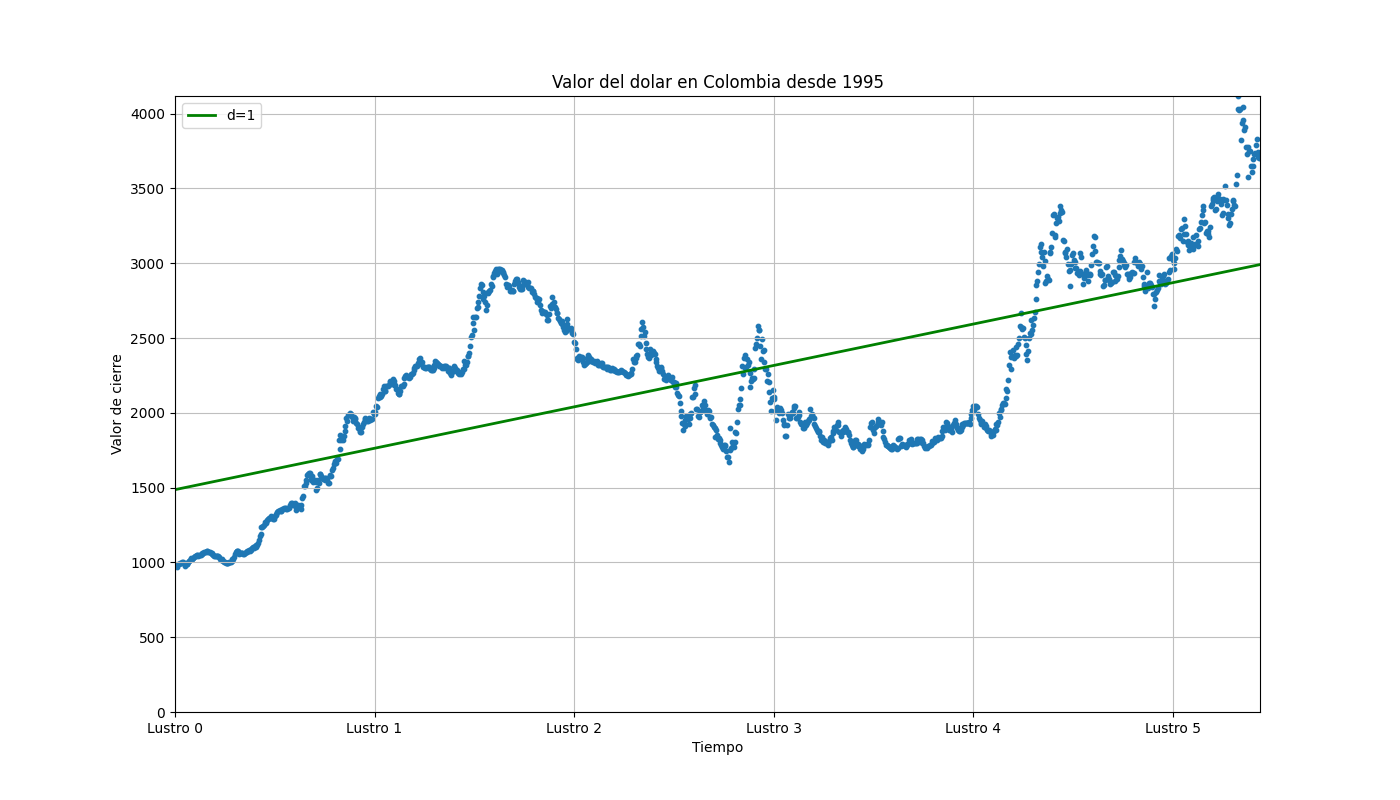 Valor del dolar en Colombia desde 1995
d=1
Valor de cierre
4000
3500
3000
2500
2000
1500
1000
500
0
Lustro 0
Lustro 1
Lustro 2
Lustro 3
Lustro 4
Lustro 5
Tiempo